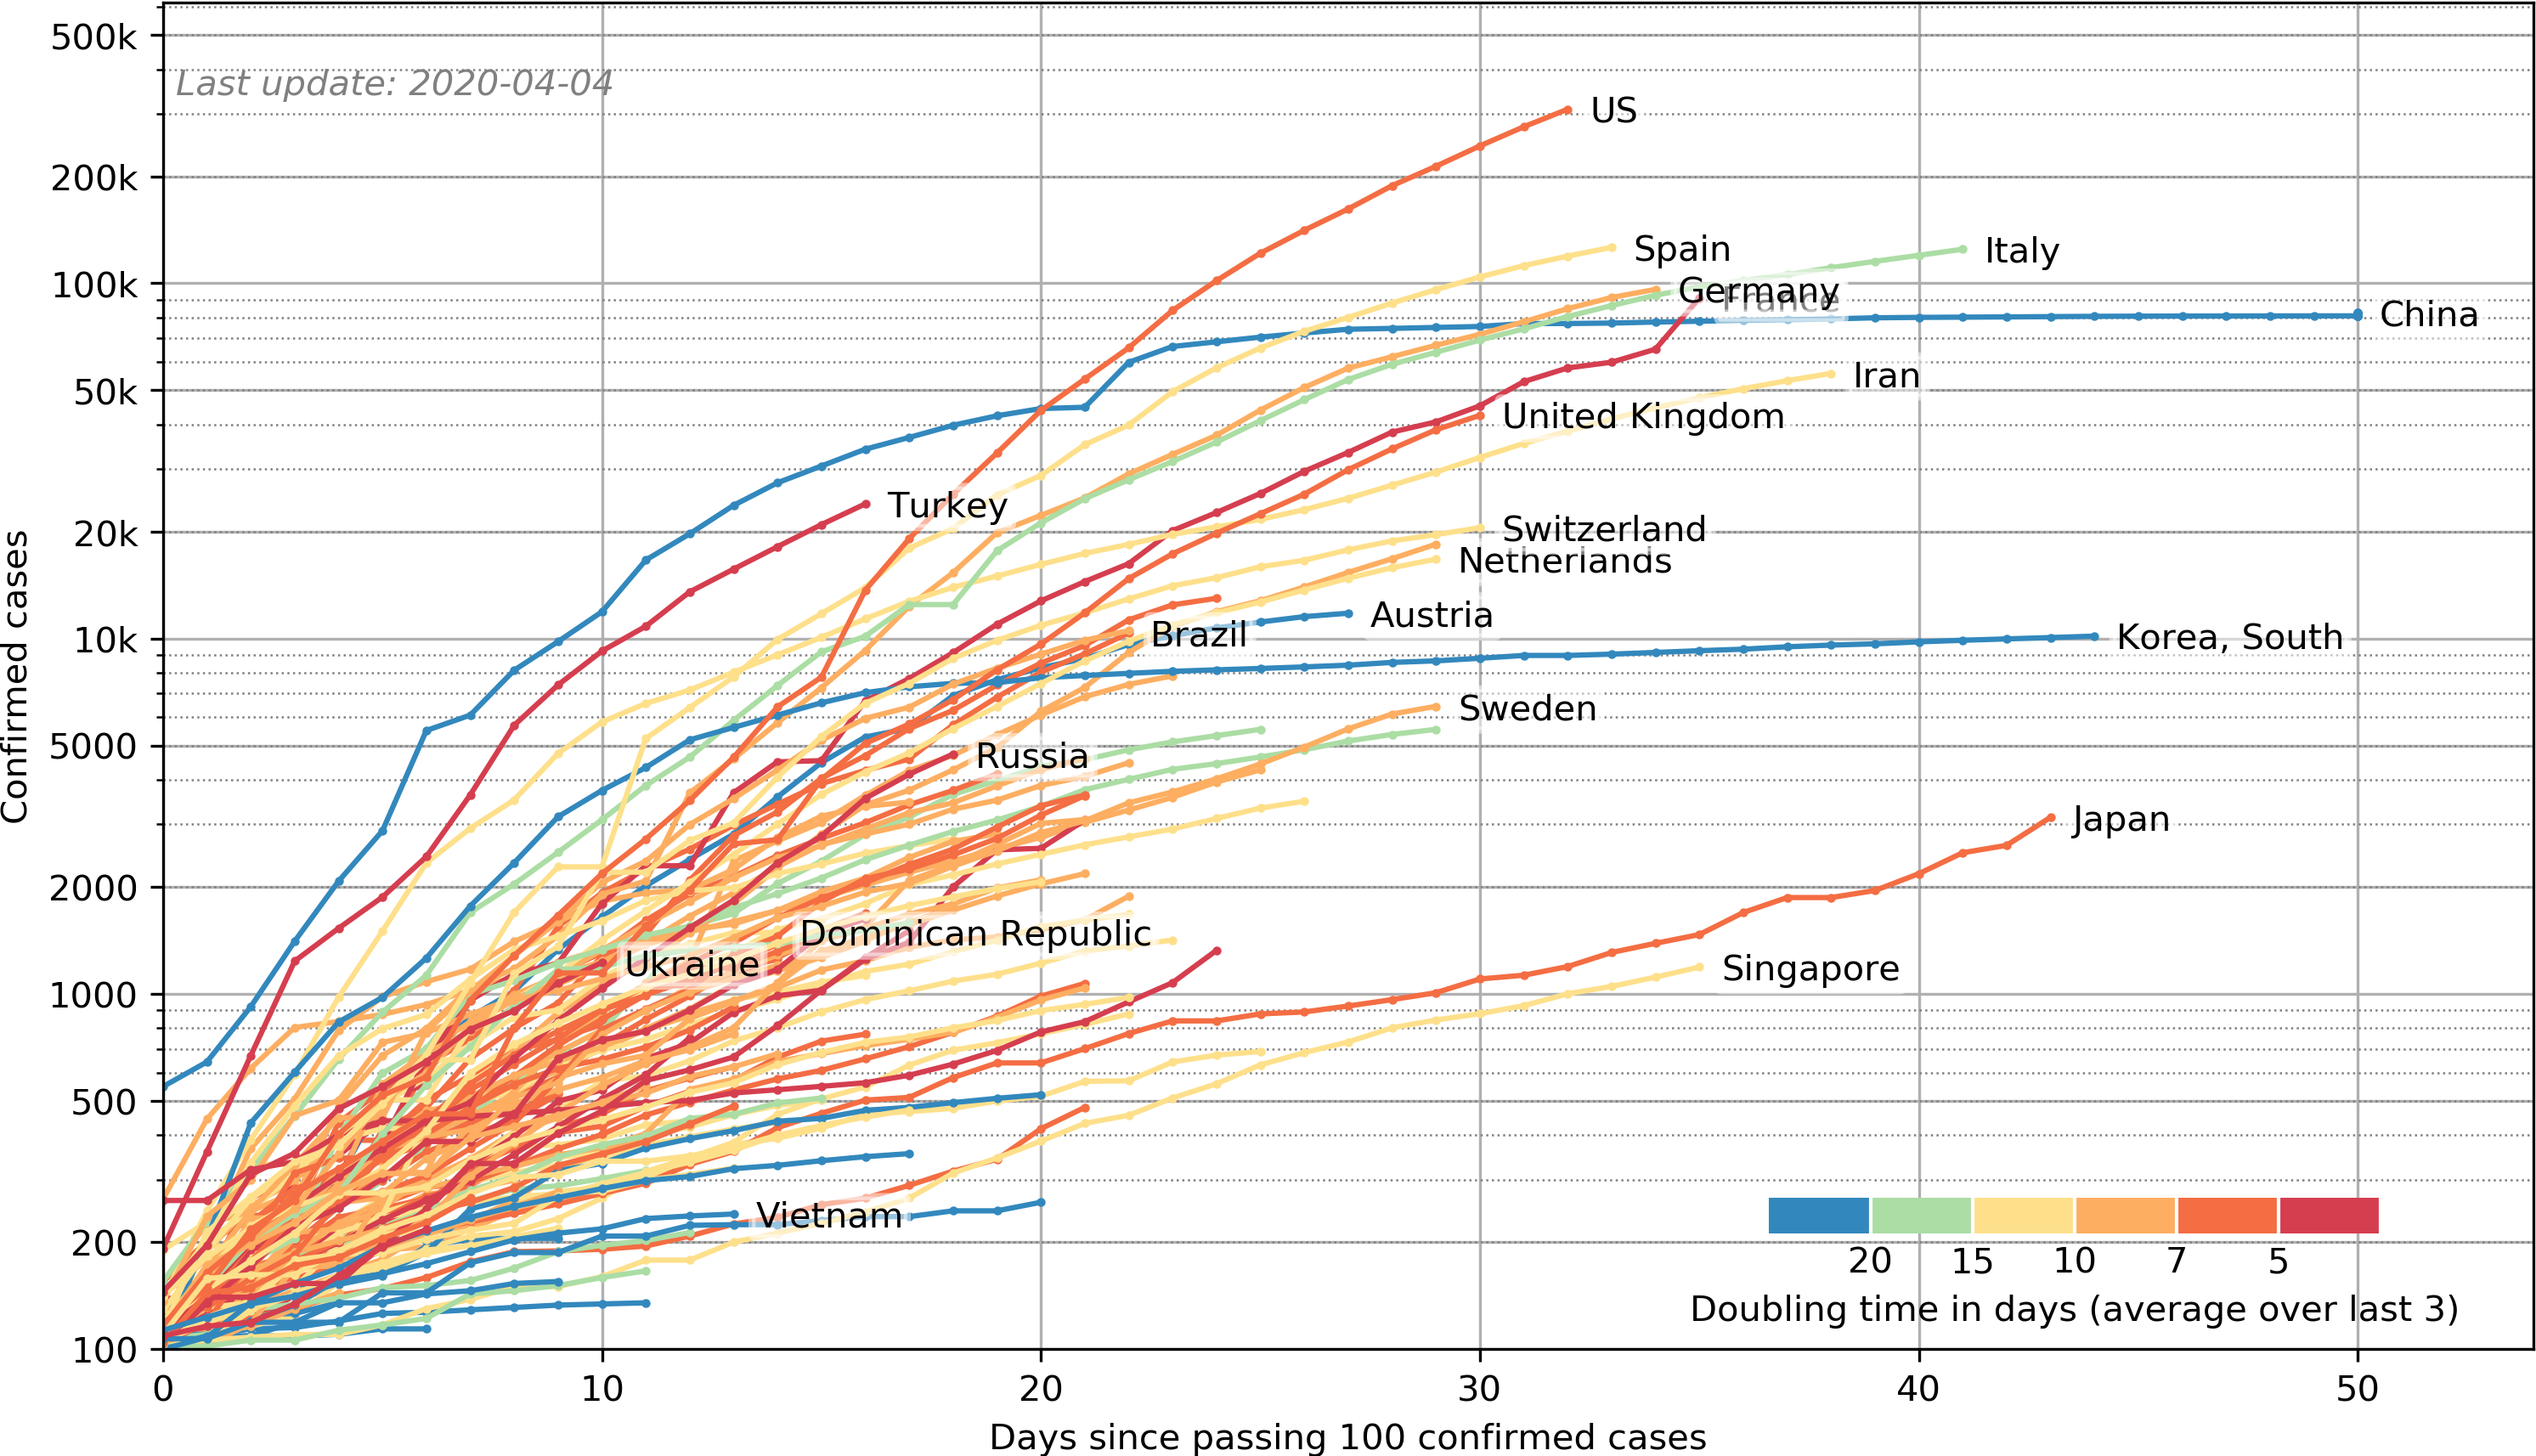 500k
Last update: 2020-04-04
US
200k
Spain
Italy
100k
Germany
France
China
50k
Iran
United Kingdom
Turkey
20k
Switzerland
Netherlands
Austria
10k
Brazil
Korea, South
Sweden
5000
Russia
Japan
2000
Dominican Republic
Ukraine
Singapore
1000
500
Vietnam
200
100
Confirmed cases
20 15 10 7 5
Doubling time in days (average over last 3)
0 10 20 30 40 50
Days since passing 100 confirmed cases